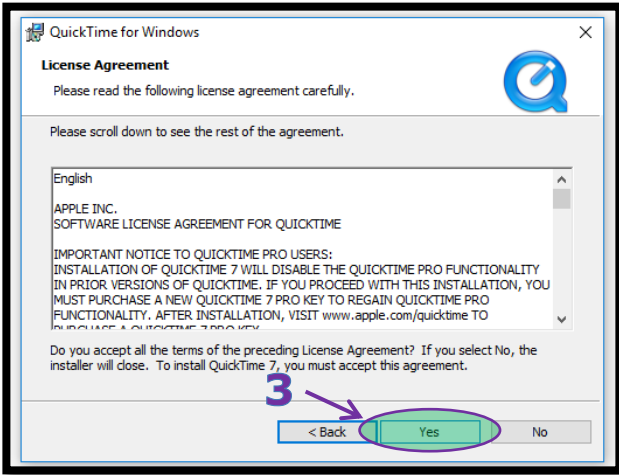 QuickTime for Windows
License Agreement
Please read the following license agreement carefully.
Please scroll down to see the rest of the agreement.
English
APPLE INC.
SOFTWARE LICENSE AGREEMENT FOR QUICKTIME
IMPORTANT NOTICE TO QUICKTIME PRO USERS:
INSTALLATION OF QUICKTIME 7 WILL DISABLE THE QUICKTIME PRO FUNCTIONALITY
IN PRIOR VERSIONS OF QUICKTIME. IF YOU PROCEED WITH THIS INSTALLATION, YOU
MUST PURCHASE A NEW QUICKTIME 7 PRO KEY TO REGAIN QUICKTIME PRO
FUNCTIONALITY. AFTER INSTALLATION, VISIT www.apple.com/quicktime TO
PURCHASE A QUICKTIME 7 PRO KEY
Do you accept all the terms of the preceding License Agreement? If you select No, the
installer will close. To install QuickTime 7, you must accept this agreement.
3
< Back Yes No